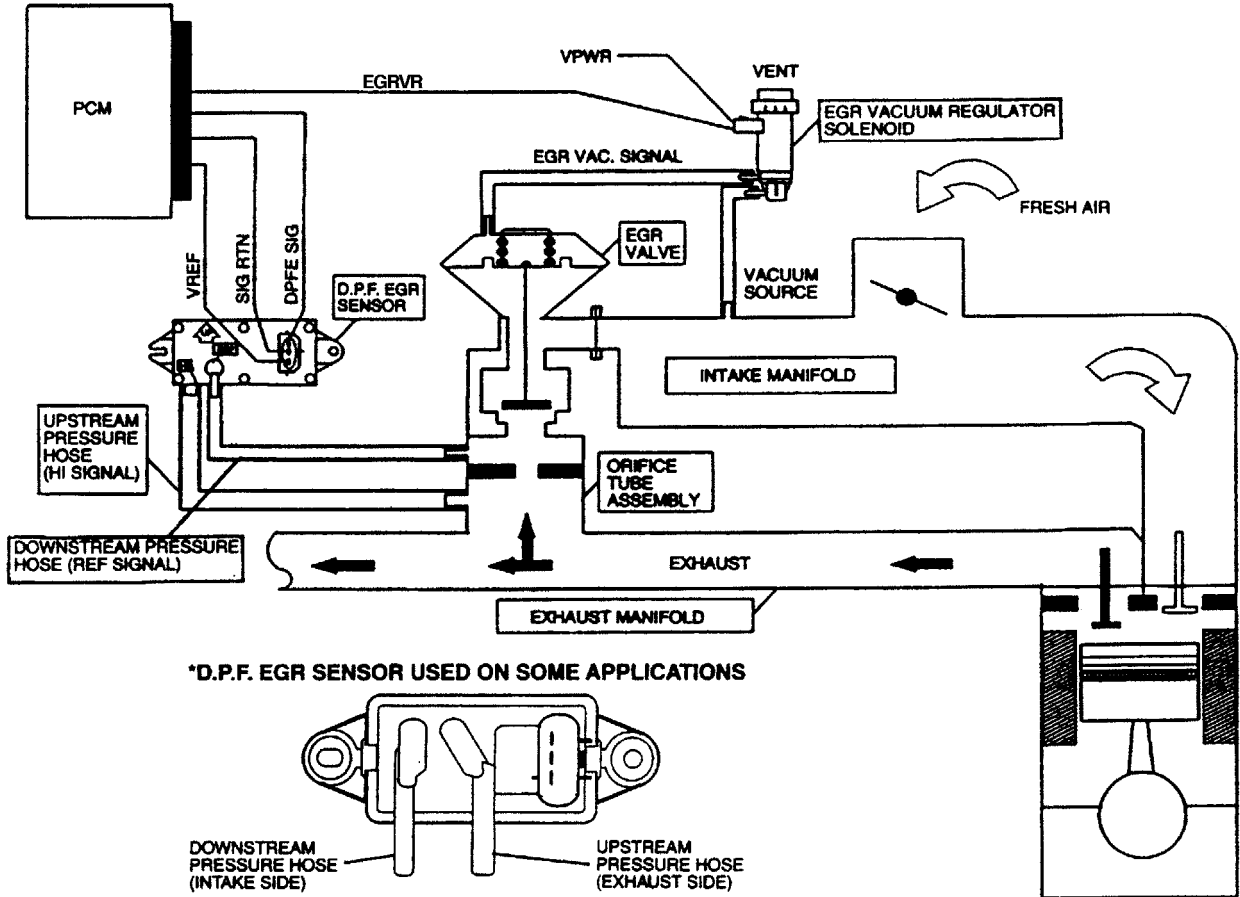 PCM
EGRVR
VPWR
VENT
EGR VACUUM REGULATOR
SOLENOID
EGR VAC. SIGNAL
FRESH AIR
VREF
SIG RTN
DPFE SIG
D.P.F. EGR
SENSOR
EGR
VALVE
VACUUM
SOURCE
INTAKE MANIFOLD
UPSTREAM
PRESSURE
HOSE
(HI SIGNAL)
ORIFICE
TUBE
ASSEMBLY
DOWNSTREAM PRESSURE
HOSE (REF SIGNAL)
EXHAUST
EXHAUST MANIFOLD
*D.P.F. EGR SENSOR USED ON SOME APPLICATIONS
DOWNSTREAM
PRESSURE HOSE
(INTAKE SIDE)
UPSTREAM
PRESSURE HOSE
(EXHAUST SIDE)